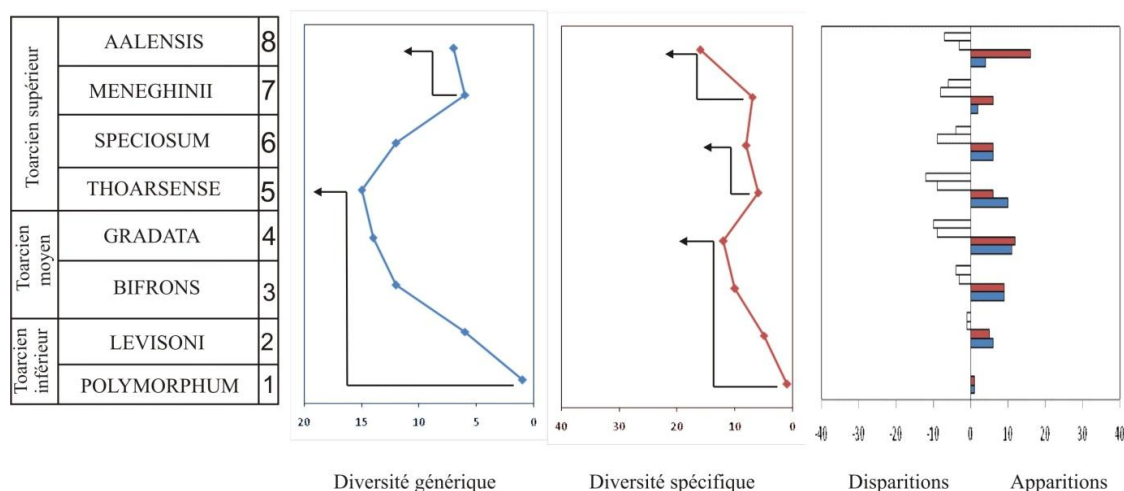 Toarcien supérieur
AALENSIS 8
MENEGHINII 7
SPECIOSUM 6
THOARSENSE 5
Toarcien
moyen
GRADATA 4
BIFRONS 3
Toarcien
inférieur
LEVISONI 2
POLYMORPHUM 1
20 15 10 5 0
60 50 40 30 20 10 0
-40 -30 -20 -10 0 10 20 30 40
Diversité générique
Diversité spécifique
Disparitions Apparitions